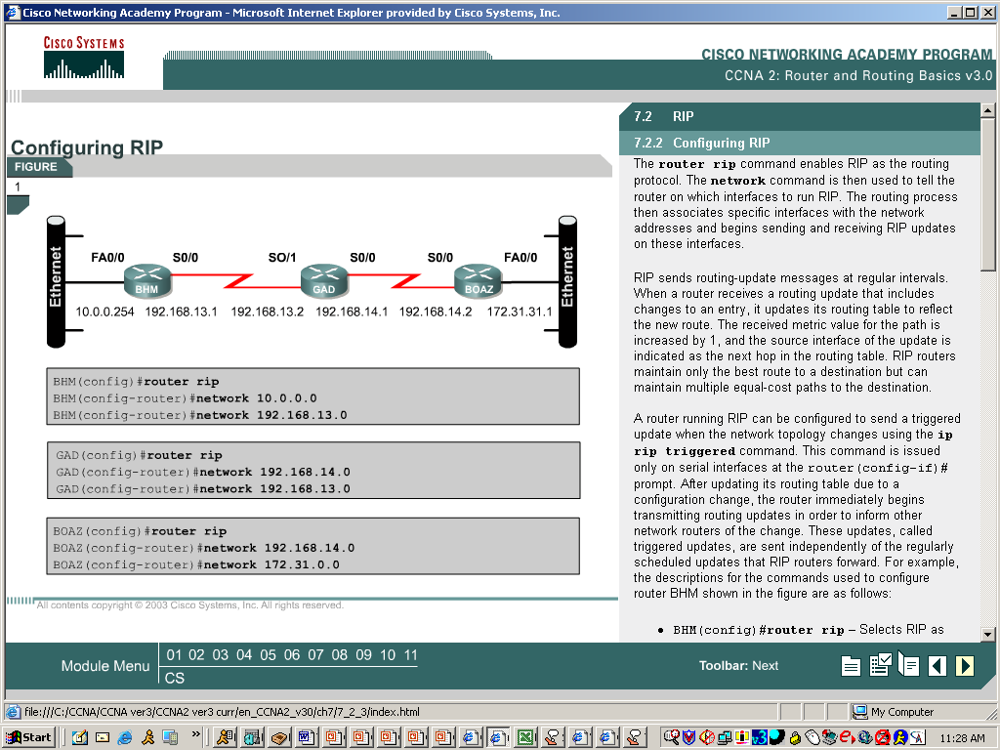 Cisco Networking Academy Program - Microsoft Internet Explorer provided by Cisco Systems, Inc.
CISCO SYSTEMS
CISCO NETWORKING ACADEMY PROGRAM
CCNA 2: Router and Routing Basics v3.0
Configuring RIP
FIGURE
1
Ethernet
FA0/0
S0/0
SO/1
S0/0
S0/0
FA0/0
Ethernet
BHM
GAD
BOAZ
10.0.0.254
192.168.13.1
192.168.13.2
192.168.14.1
192.168.14.2
172.31.31.1
BHM(config)#router rip
BHM(config-router)#network 10.0.0.0
BHM(config-router)#network 192.168.13.0
GAD(config)#router rip
GAD(config-router)#network 192.168.14.0
GAD(config-router)#network 192.168.13.0
BOAZ(config)#router rip
BOAZ(config-router)#network 192.168.14.0
BOAZ(config-router)#network 172.31.0.0
All contents copyright © 2003 Cisco Systems, Inc. All rights reserved.
7.2 RIP
7.2.2 Configuring RIP
The router rip command enables RIP as the routing
protocol. The network command is then used to tell the
router on which interfaces to run RIP. The routing process
then associates specific interfaces with the network
addresses and begins sending and receiving RIP updates
on these interfaces.
RIP sends routing-update messages at regular intervals.
When a router receives a routing update that includes
changes to an entry, it updates its routing table to reflect
the new route. The received metric value for the path is
increased by 1, and the source interface of the update is
indicated as the next hop in the routing table. RIP routers
maintain only the best route to a destination but can
maintain multiple equal-cost paths to the destination.
A router running RIP can be configured to send a triggered
update when the network topology changes using the ip
rip triggered command. This command is issued
only on serial interfaces at the router(config-if)#
prompt. After updating its routing table due to a
configuration change, the router immediately begins
transmitting routing updates in order to inform other
network routers of the change. These updates, called
triggered updates, are sent independently of the regularly
scheduled updates that RIP routers forward. For example,
the descriptions for the commands used to configure
router BHM shown in the figure are as follows:
• BHM(config)#router rip – Selects RIP as
Module Menu
01 02 03 04 05 06 07 08 09 10 11
CS
Toolbar: Next
file:///C:/CCNA/CCNA ver3/CCNA2 ver3 curr/en_CCNA2_v30/ch7/7_2_3/index.html
My Computer
Start
11:28 AM